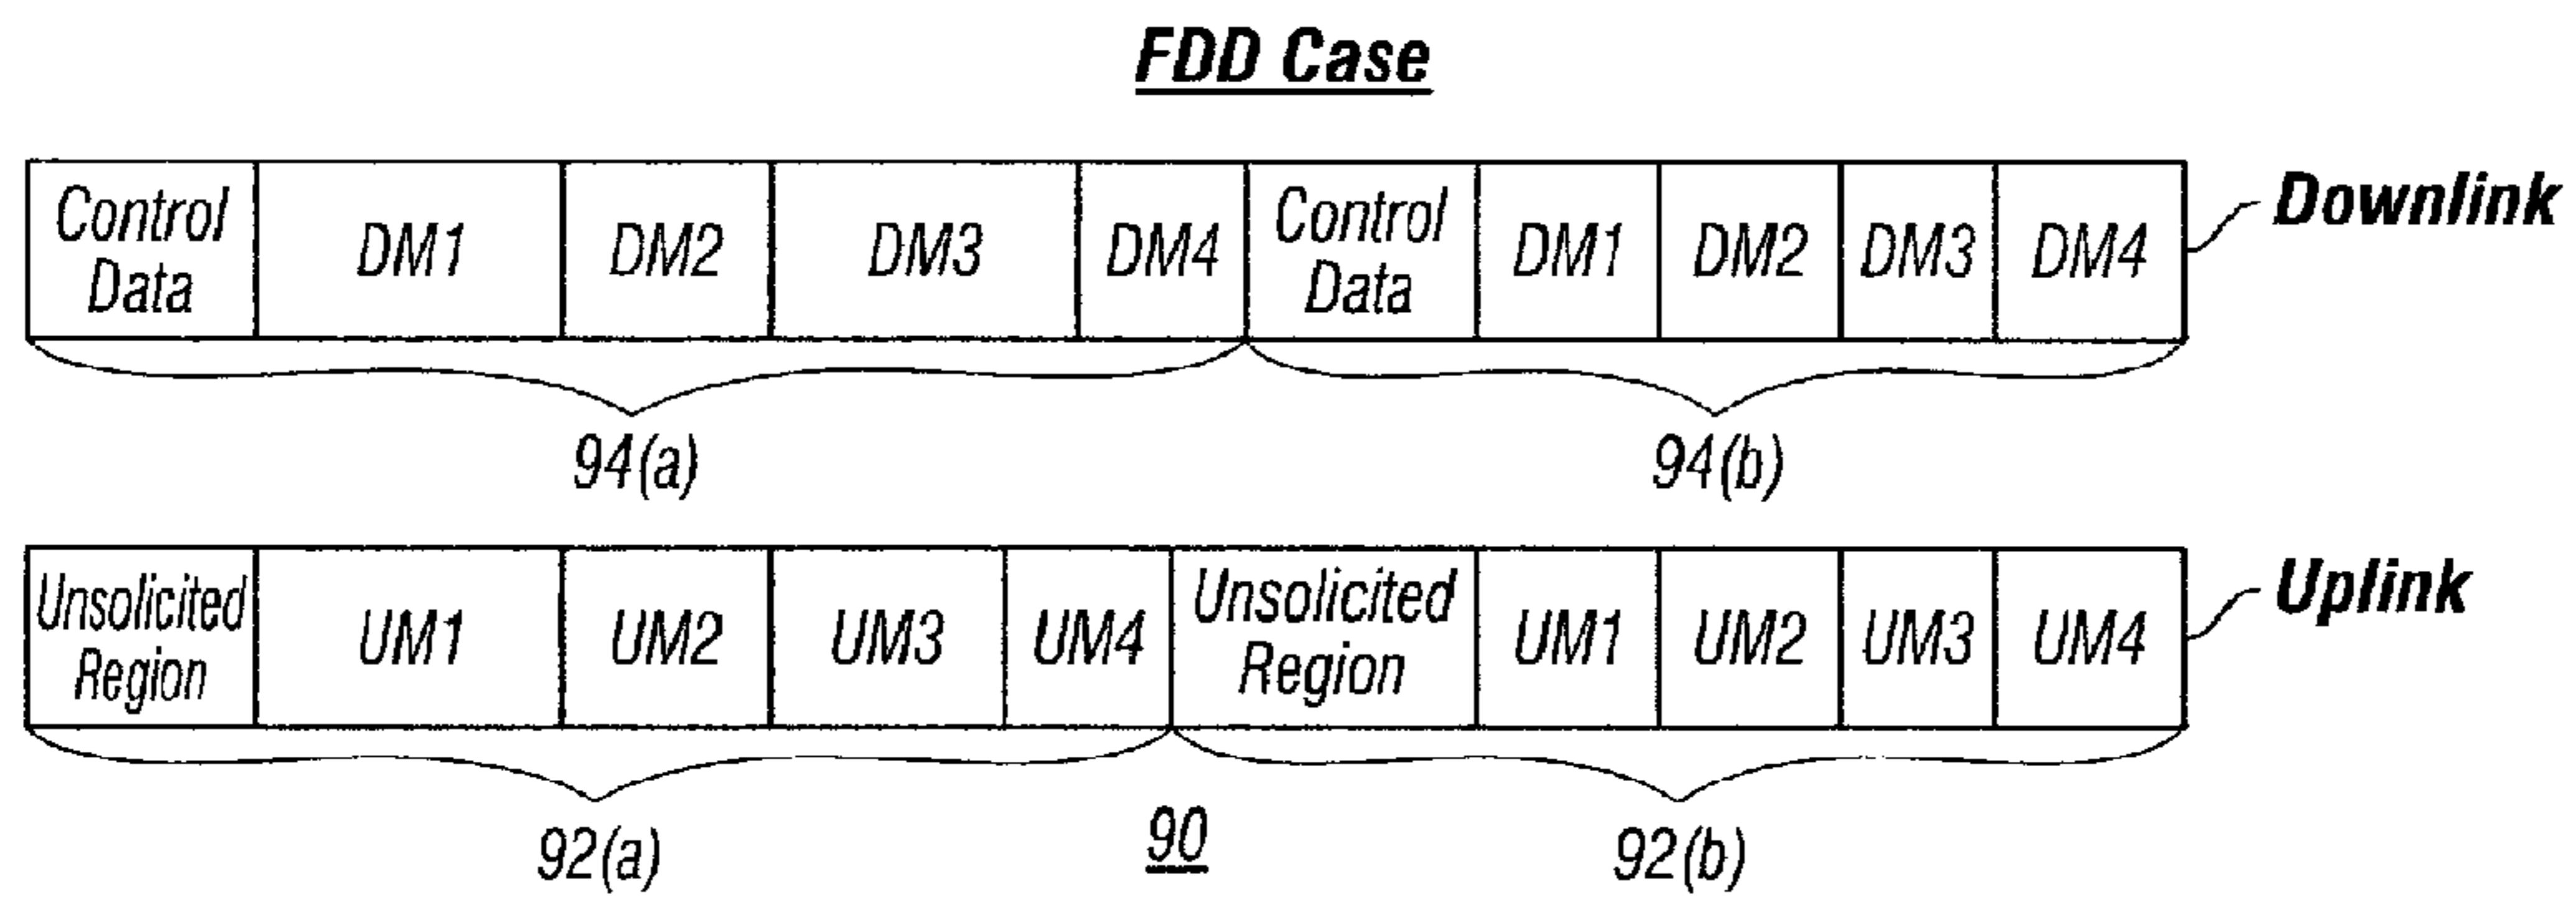 FDD Case
Control Data DM1 DM2 DM3 DM4 Control Data DM1 DM2 DM3 DM4 Downlink
94(a) 94(b)
Unsolicited Region UM1 UM2 UM3 UM4 Unsolicited Region UM1 UM2 UM3 UM4 Uplink
92(a) 90 92(b)